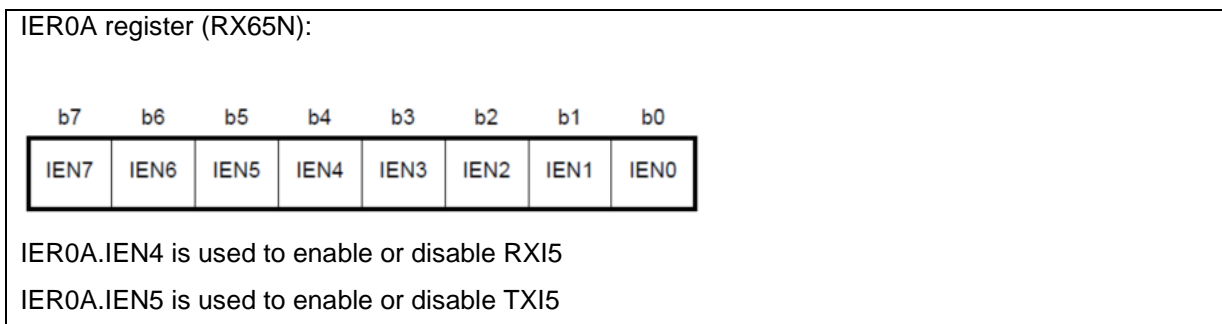 IER0A register (RX65N):
b7 b6 b5 b4 b3 b2 b1 b0
IEN7 IEN6 IEN5 IEN4 IEN3 IEN2 IEN1 IEN0
IER0A.IEN4 is used to enable or disable RXI5
IER0A.IEN5 is used to enable or disable TXI5